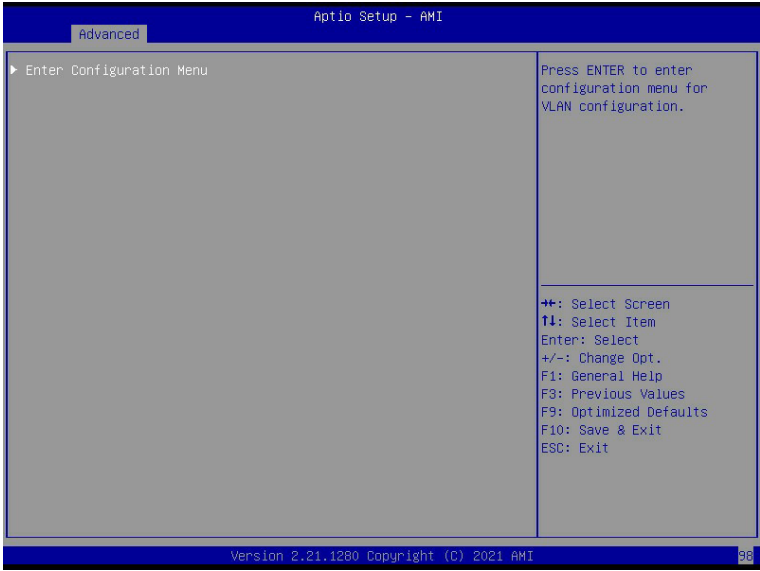 Aptio Setup – AMI
Advanced
▶ Enter Configuration Menu
Press ENTER to enter
configuration menu for
VLAN configuration.
→←: Select Screen
↑↓: Select Item
Enter: Select
+/-: Change Opt.
F1: General Help
F3: Previous Values
F9: Optimized Defaults
F10: Save & Exit
ESC: Exit
Version 2.21.1280 Copyright (C) 2021 AMI
98